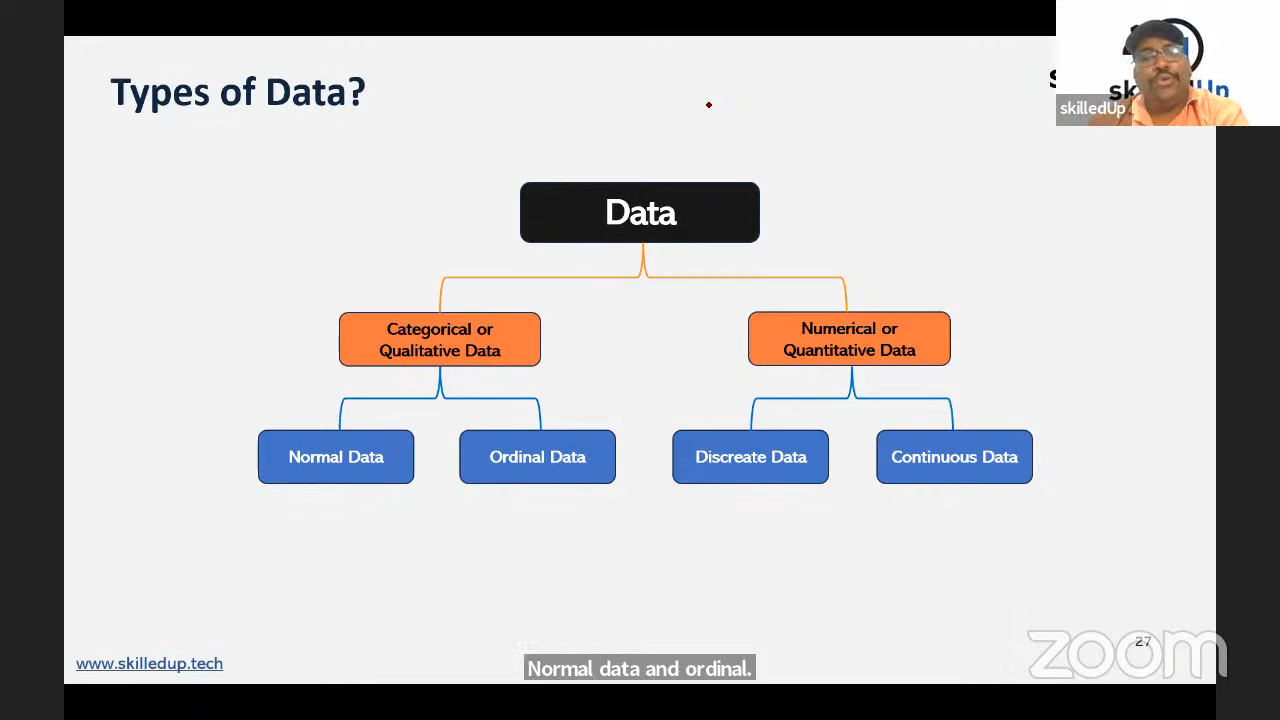 Types of Data?
skilledUp
Data
Categorical or
Qualitative Data
Numerical or
Quantitative Data
Normal Data
Ordinal Data
Discreate Data
Continuous Data
www.skilledup.tech
Normal data and ordinal.
27
zoom